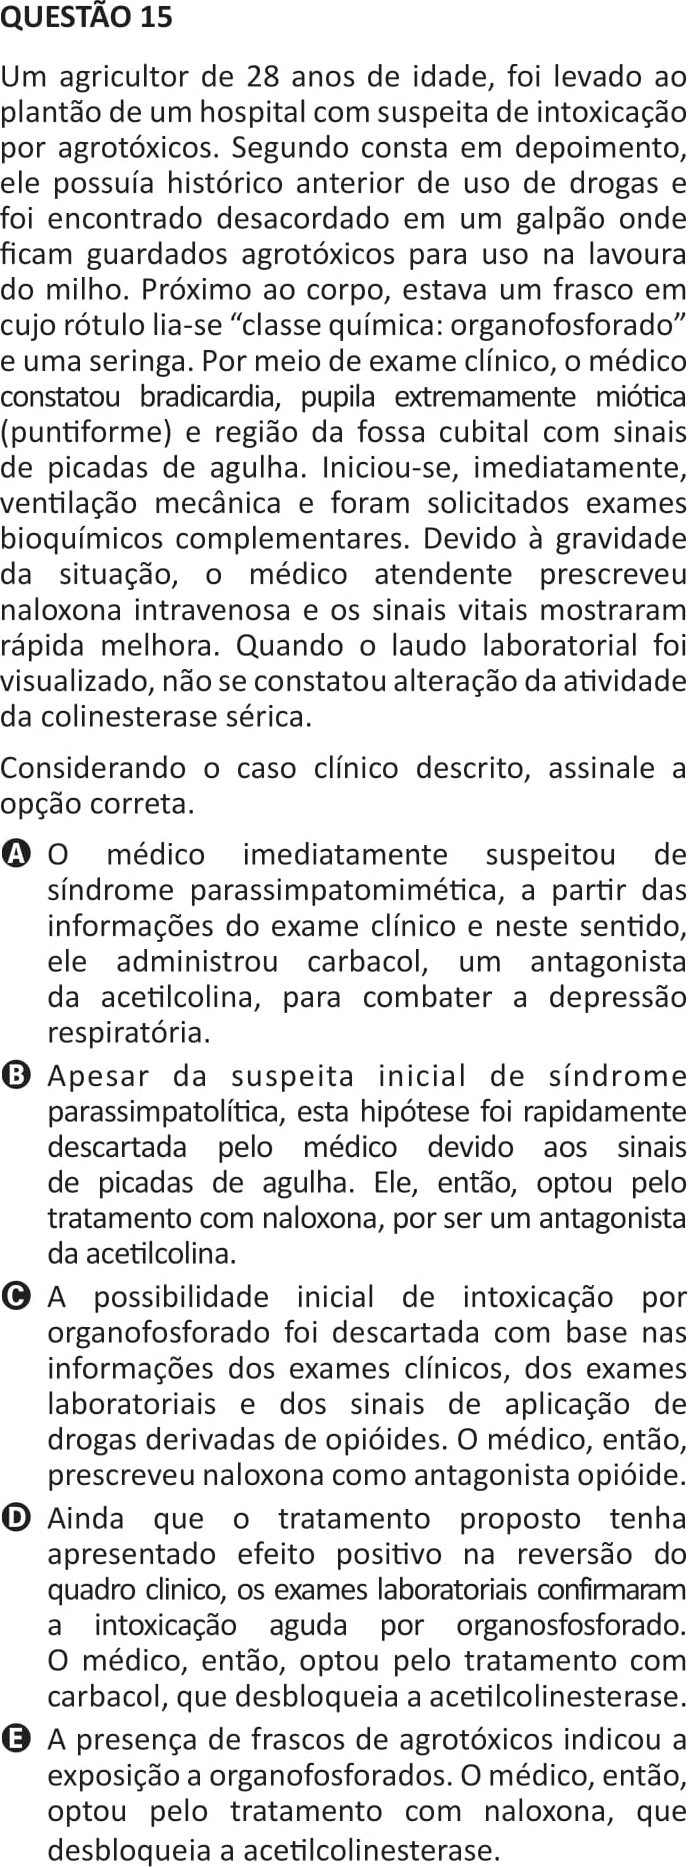 QUESTÃO 15
Um agricultor de 28 anos de idade, foi levado ao
plantão de um hospital com suspeita de intoxicação
por agrotóxicos. Segundo consta em depoimento,
ele possuía histórico anterior de uso de drogas e
foi encontrado desacordado em um galpão onde
ficam guardados agrotóxicos para uso na lavoura
do milho. Próximo ao corpo, estava um frasco em
cujo rótulo lia-se “classe química: organofosforado”
e uma seringa. Por meio de exame clínico, o médico
constatou bradicardia, pupila extremamente miótica
(puntiforme) e região da fossa cubital com sinais
de picadas de agulha. Iniciou-se, imediatamente,
ventilação mecânica e foram solicitados exames
bioquímicos complementares. Devido à gravidade
da situação, o médico atendente prescreveu
naloxona intravenosa e os sinais vitais mostraram
rápida melhora. Quando o laudo laboratorial foi
visualizado, não se constatou alteração da atividade
da colinesterase sérica.
Considerando o caso clínico descrito, assinale a
opção correta.
A O médico imediatamente suspeitou de
síndrome parassimpatomimética, a partir das
informações do exame clínico e neste sentido,
ele administrou carbacol, um antagonista
da acetilcolina, para combater a depressão
respiratória.
B Apesar da suspeita inicial de síndrome
parassimpatolítica, esta hipótese foi rapidamente
descartada pelo médico devido aos sinais
de picadas de agulha. Ele, então, optou pelo
tratamento com naloxona, por ser um antagonista
da acetilcolina.
C A possibilidade inicial de intoxicação por
organofosforado foi descartada com base nas
informações dos exames clínicos, dos exames
laboratoriais e dos sinais de aplicação de
drogas derivadas de opióides. O médico, então,
prescreveu naloxona como antagonista opióide.
D Ainda que o tratamento proposto tenha
apresentado efeito positivo na reversão do
quadro clinico, os exames laboratoriais confirmaram
a intoxicação aguda por organosfosforado.
O médico, então, optou pelo tratamento com
carbacol, que desbloqueia a acetilcolinesterase.
E A presença de frascos de agrotóxicos indicou a
exposição a organofosforados. O médico, então,
optou pelo tratamento com naloxona, que
desbloqueia a acetilcolinesterase.